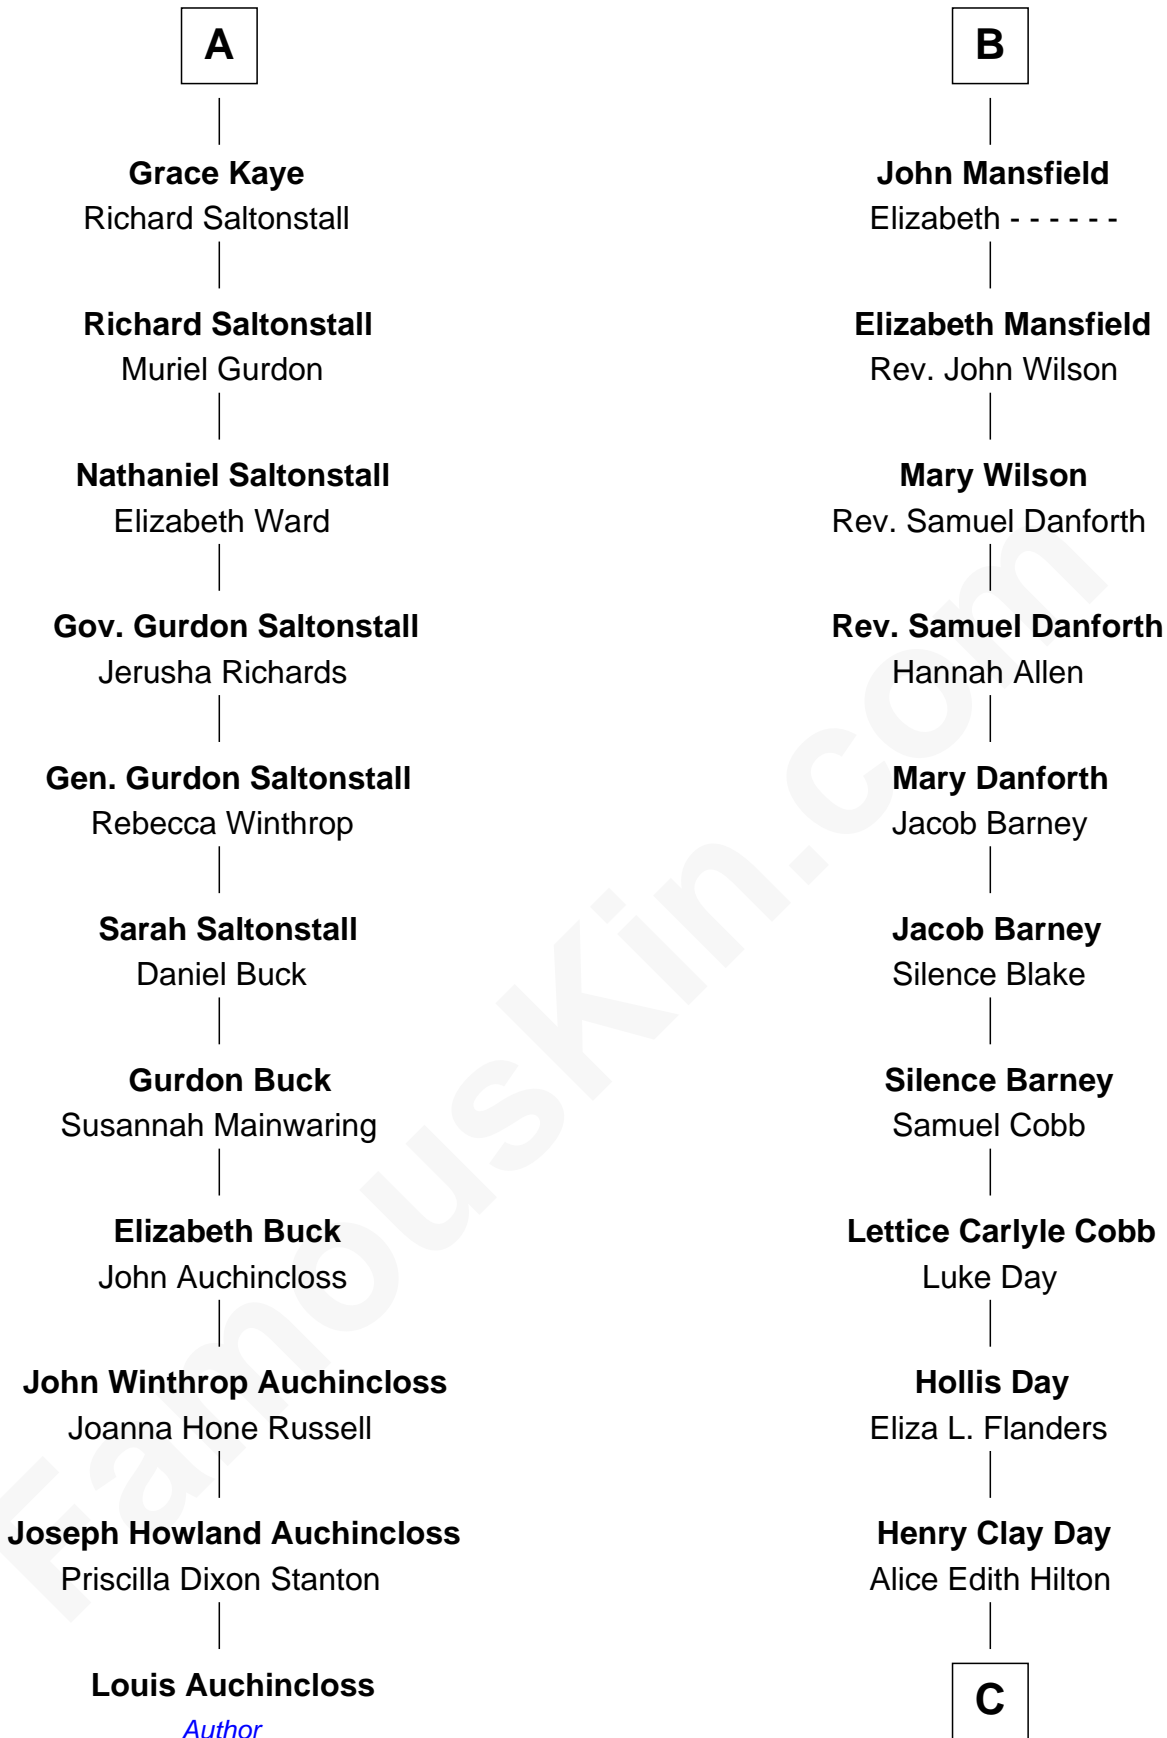 A
Grace Kaye
Richard Saltonstall
Richard Saltonstall
Muriel Gurdon
Nathaniel Saltonstall
Elizabeth Ward
Gov. Gurdon Saltonstall
Jerusha Richards
Gen. Gurdon Saltonstall
Rebecca Winthrop
Sarah Saltonstall
Daniel Buck
Gurdon Buck
Susannah Mainwaring
Elizabeth Buck
John Auchincloss
John Winthrop Auchincloss
Joanna Hone Russell
Joseph Howland Auchincloss
Priscilla Dixon Stanton
Louis Auchincloss
Author
B
John Mansfield
Elizabeth - - - - - -
Elizabeth Mansfield
Rev. John Wilson
Mary Wilson
Rev. Samuel Danforth
Rev. Samuel Danforth
Hannah Allen
Mary Danforth
Jacob Barney
Jacob Barney
Silence Blake
Silence Barney
Samuel Cobb
Lettice Carlyle Cobb
Luke Day
Hollis Day
Eliza L. Flanders
Henry Clay Day
Alice Edith Hilton
C
FamousKin.com